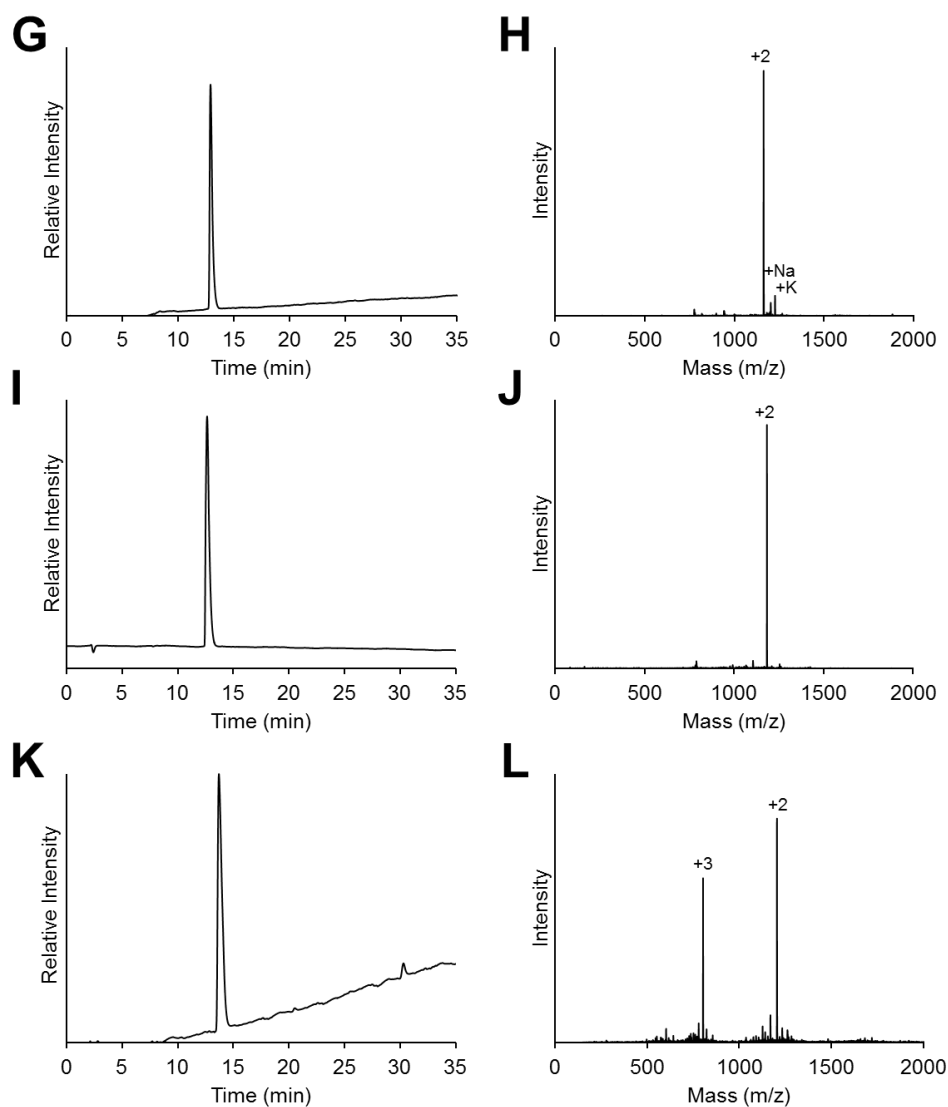 G
Relative Intensity
0 5 10 15 20 25 30 35
Time (min)
H
Intensity
+2
+Na
+K
0 500 1000 1500 2000
Mass (m/z)
I
Relative Intensity
0 5 10 15 20 25 30 35
Time (min)
J
Intensity
+2
0 500 1000 1500 2000
Mass (m/z)
K
Relative Intensity
0 5 10 15 20 25 30 35
Time (min)
L
Intensity
+3
+2
0 500 1000 1500 2000
Mass (m/z)